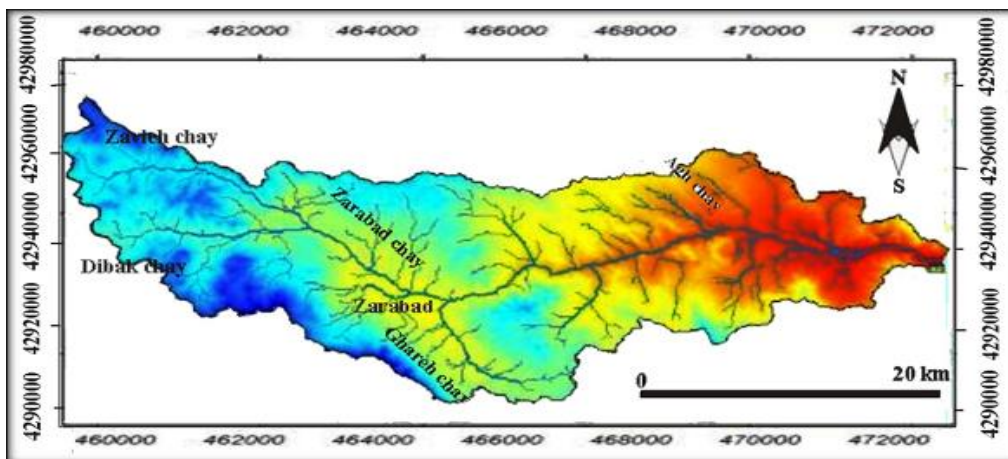 460000 462000 464000 466000 468000 470000 472000
42980000
42960000
42940000
42920000
4290000
42980000
42960000
42940000
42920000
4290000
N
S
Zavieh chay
Agh chay
Zarabad chay
Dibak chay
Zarabad
Ghareh chay
0 20 km
460000 462000 464000 466000 468000 470000 472000